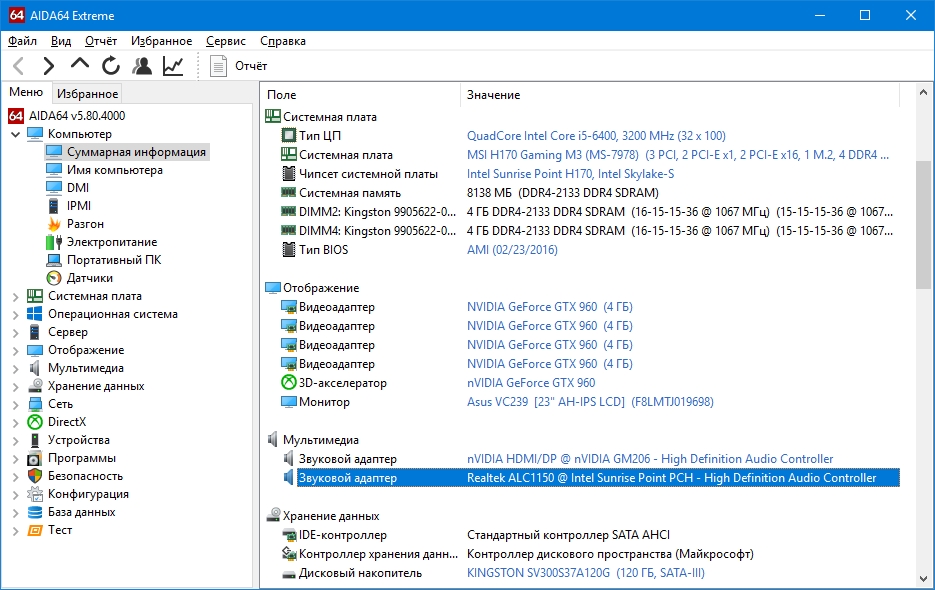 64 AIDA64 Extreme
Файл Вид Отчёт Избранное Сервис Справка
Отчёт
Меню Избранное
64 AIDA64 v5.80.4000
Компьютер
Суммарная информация
Имя компьютера
DMI
IPMI
Разгон
Электропитание
Портативный ПК
Датчики
Системная плата
Операционная система
Сервер
Отображение
Мультимедиа
Хранение данных
Сеть
DirectX
Устройства
Программы
Безопасность
Конфигурация
База данных
Тест
Поле Значение
Системная плата
Тип ЦП QuadCore Intel Core i5-6400, 3200 MHz (32 x 100)
Системная плата MSI H170 Gaming M3 (MS-7978) (3 PCI, 2 PCI-E x1, 2 PCI-E x16, 1 M.2, 4 DDR4 ...
Чипсет системной платы Intel Sunrise Point H170, Intel Skylake-S
Системная память 8138 МБ (DDR4-2133 DDR4 SDRAM)
DIMM2: Kingston 9905622-0... 4 ГБ DDR4-2133 DDR4 SDRAM (16-15-15-36 @ 1067 МГц) (15-15-15-36 @ 1067...
DIMM4: Kingston 9905622-0... 4 ГБ DDR4-2133 DDR4 SDRAM (16-15-15-36 @ 1067 МГц) (15-15-15-36 @ 1067...
Тип BIOS AMI (02/23/2016)
Отображение
Видеоадаптер NVIDIA GeForce GTX 960 (4 ГБ)
Видеоадаптер NVIDIA GeForce GTX 960 (4 ГБ)
Видеоадаптер NVIDIA GeForce GTX 960 (4 ГБ)
Видеоадаптер NVIDIA GeForce GTX 960 (4 ГБ)
3D-акселератор nVIDIA GeForce GTX 960
Монитор Asus VC239 [23" AH-IPS LCD] (F8LMTJ019698)
Мультимедиа
Звуковой адаптер nVIDIA HDMI/DP @ nVIDIA GM206 - High Definition Audio Controller
Звуковой адаптер Realtek ALC1150 @ Intel Sunrise Point PCH - High Definition Audio Controller
Хранение данных
IDE-контроллер Стандартный контроллер SATA AHCI
Контроллер хранения данн... Контроллер дискового пространства (Майкрософт)
Дисковый накопитель KINGSTON SV300S37A120G (120 ГБ, SATA-III)